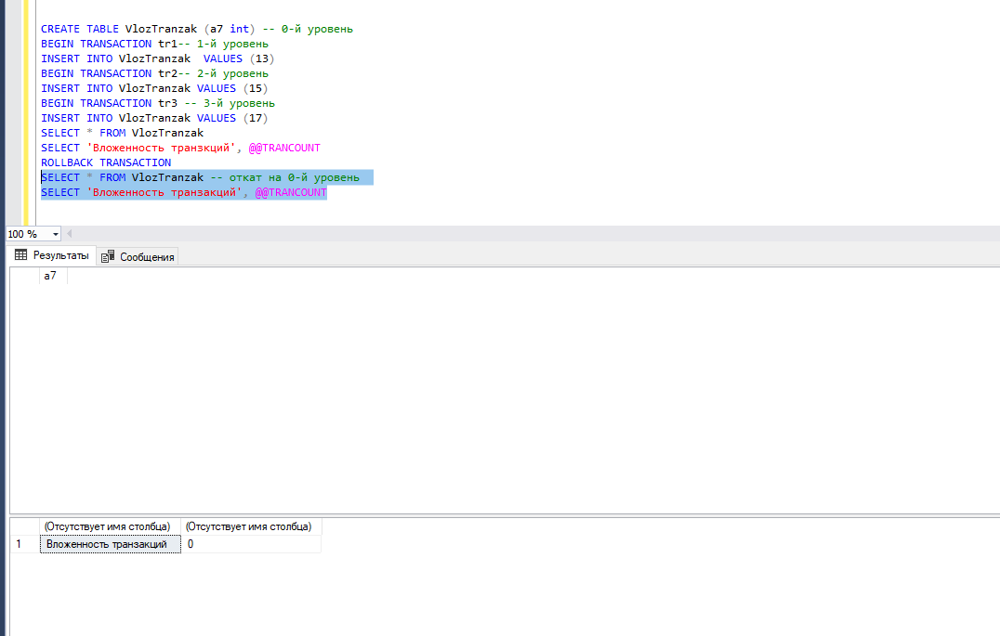 CREATE TABLE VlozTranzak (a7 int) -- 0-й уровень
BEGIN TRANSACTION tr1-- 1-й уровень
INSERT INTO VlozTranzak  VALUES (13)
BEGIN TRANSACTION tr2-- 2-й уровень
INSERT INTO VlozTranzak VALUES (15)
BEGIN TRANSACTION tr3 -- 3-й уровень
INSERT INTO VlozTranzak VALUES (17)
SELECT * FROM VlozTranzak
SELECT 'Вложенность транзкций', @@TRANCOUNT
ROLLBACK TRANSACTION
SELECT * FROM VlozTranzak -- откат на 0-й уровень
SELECT 'Вложенность транзакций', @@TRANCOUNT
100 %
Результаты Сообщения
a7
(Отсутствует имя столбца) (Отсутствует имя столбца)
1 Вложенность транзакций 0